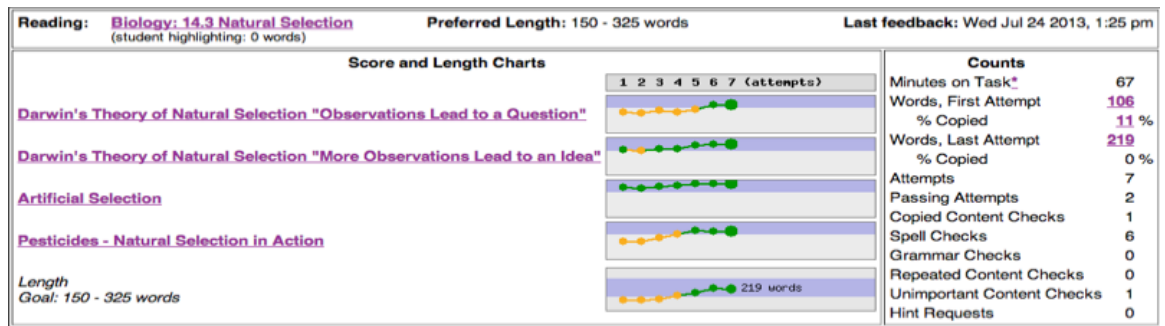 Reading: Biology: 14.3 Natural Selection Preferred Length: 150 - 325 words Last feedback: Wed Jul 24 2013, 1:25 pm
(student highlighting: 0 words)
Score and Length Charts
1 2 3 4 5 6 7 (attempts)
Darwin's Theory of Natural Selection "Observations Lead to a Question"
Darwin's Theory of Natural Selection "More Observations Lead to an Idea"
Artificial Selection
Pesticides - Natural Selection in Action
Length
Goal: 150 - 325 words
219 words
Counts
Minutes on Task* 67
Words, First Attempt 106
% Copied 11 %
Words, Last Attempt 219
% Copied 0 %
Attempts 7
Passing Attempts 2
Copied Content Checks 1
Spell Checks 6
Grammar Checks 0
Repeated Content Checks 0
Unimportant Content Checks 1
Hint Requests 0